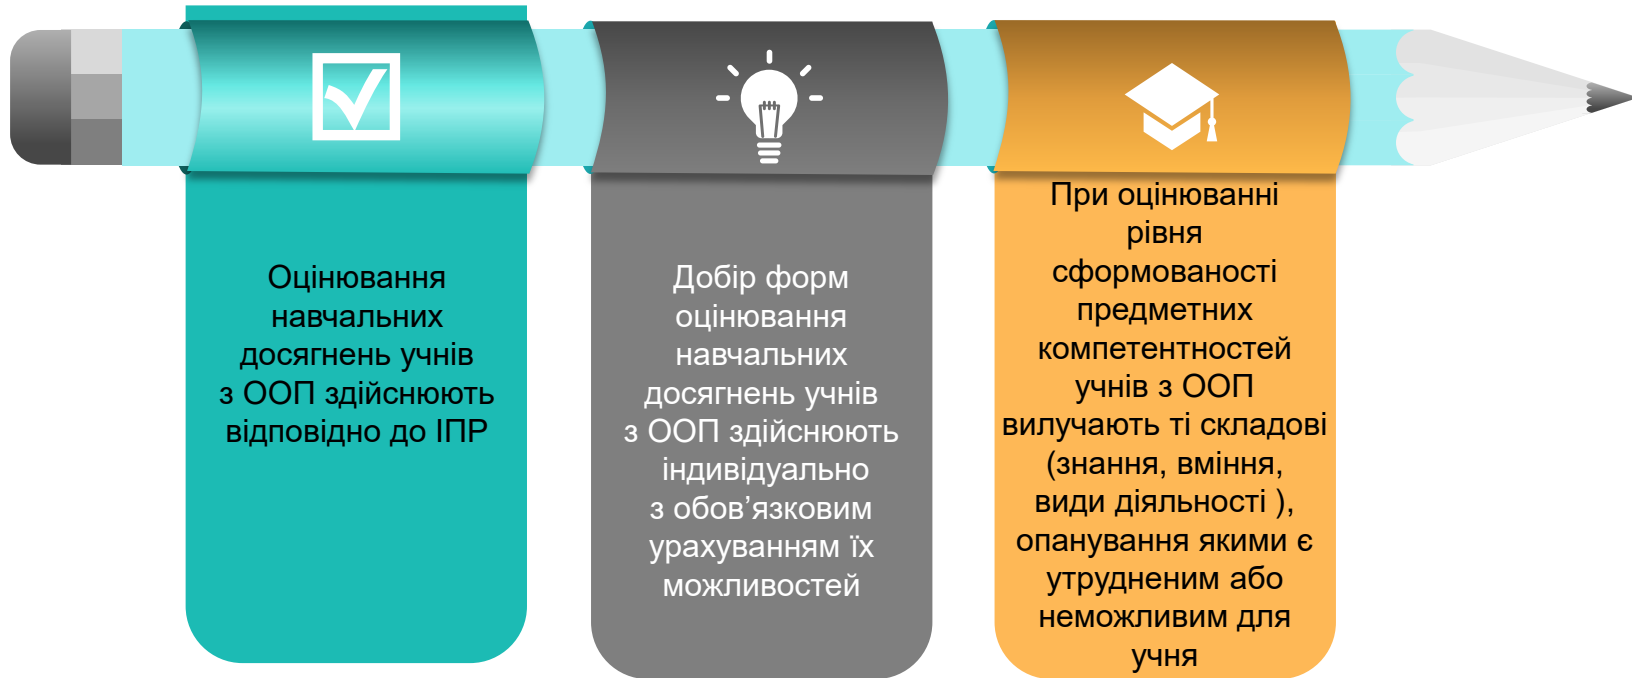 Оцінювання
навчальних
досягнень учнів
з ООП здійснюють
відповідно до ІПР
Добір форм
оцінювання
навчальних
досягнень учнів
з ООП здійснюють
індивідуально
з обов’язковим
урахуванням їх
можливостей
При оцінюванні
рівня
сформованості
предметних
компетентностей
учнів з ООП
вилучають ті складові
(знання, вміння,
види діяльності ),
опанування якими є
утрудненим або
неможливим для
учня